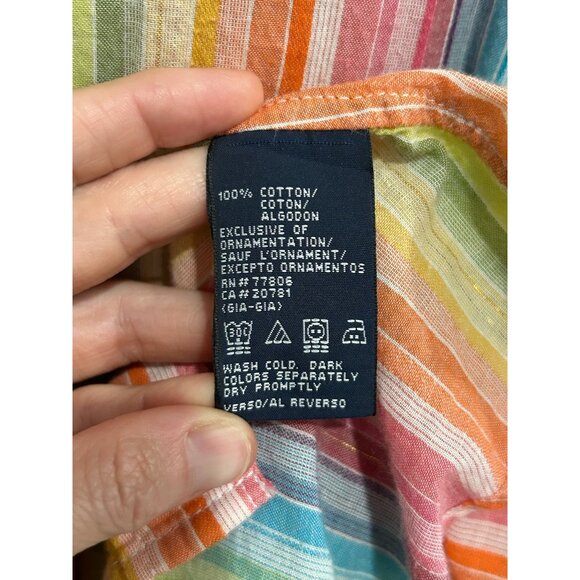 100% COTTON/
COTON/
ALGODON
EXCLUSIVE OF
ORNAMENTATION/
SAUF L'ORNAMENT/
EXCEPTO ORNAMENTOS
RN# 77806
CA# 20781
(GIA-GIA)
30C
WASH COLD. DARK
COLORS SEPARATELY
DRY PROMPTLY
VERSO/AL REVERSO